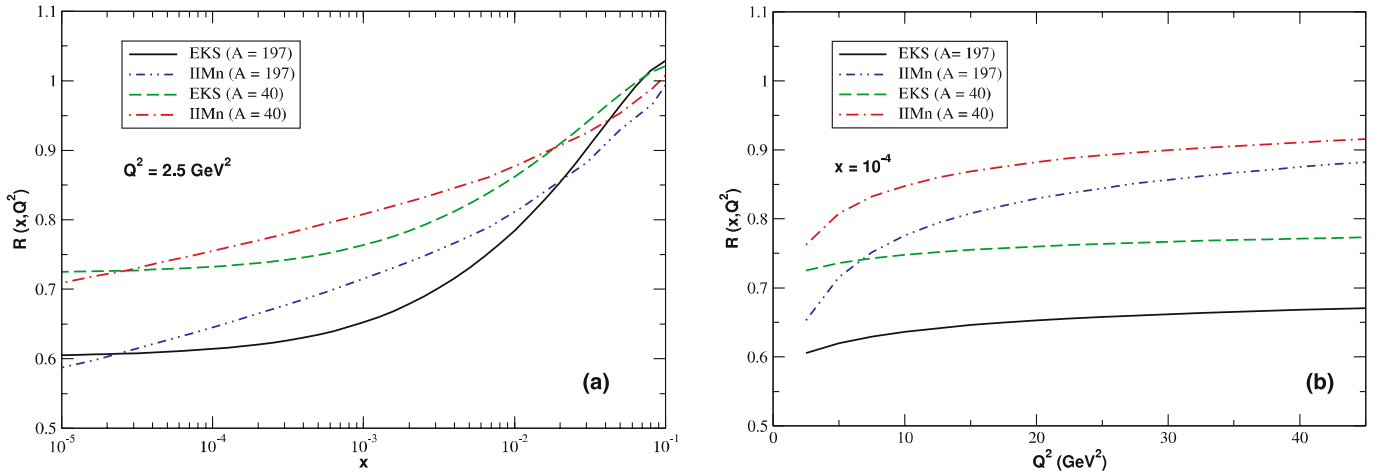 1.1
1
0.9
0.8
0.7
0.6
0.5
R (x,Q²)
EKS (A = 197)
IIMn (A = 197)
EKS (A = 40)
IIMn (A = 40)
Q² = 2.5 GeV²
(a)
10⁻⁵ 10⁻⁴ 10⁻³ 10⁻² 10⁻¹
x
1.1
1
0.9
0.8
0.7
0.6
0.5
R (x,Q²)
EKS (A= 197)
IIMn (A = 197)
EKS (A = 40)
IIMn (A = 40)
x = 10⁻⁴
(b)
0 10 20 30 40
Q² (GeV²)